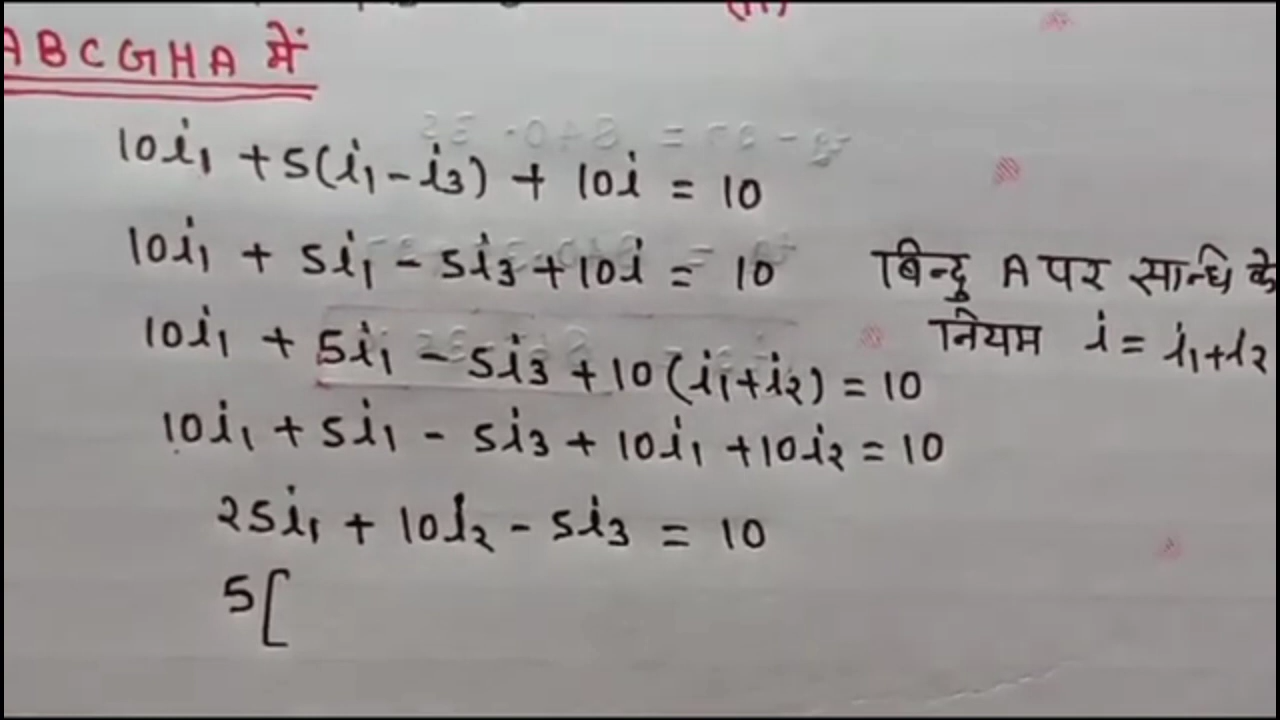 ABCGHA में
10i₁ + 5(i₁ - i₃) + 10i = 10
10i₁ + 5i₁ - 5i₃ + 10i = 10
बिन्दु A पर सान्धि के
नियम i = i₁+i₂
10i₁ + 5i₁ - 5i₃ + 10(i₁+i₂) = 10
10i₁ + 5i₁ - 5i₃ + 10i₁ + 10i₂ = 10
25i₁ + 10i₂ - 5i₃ = 10
5[